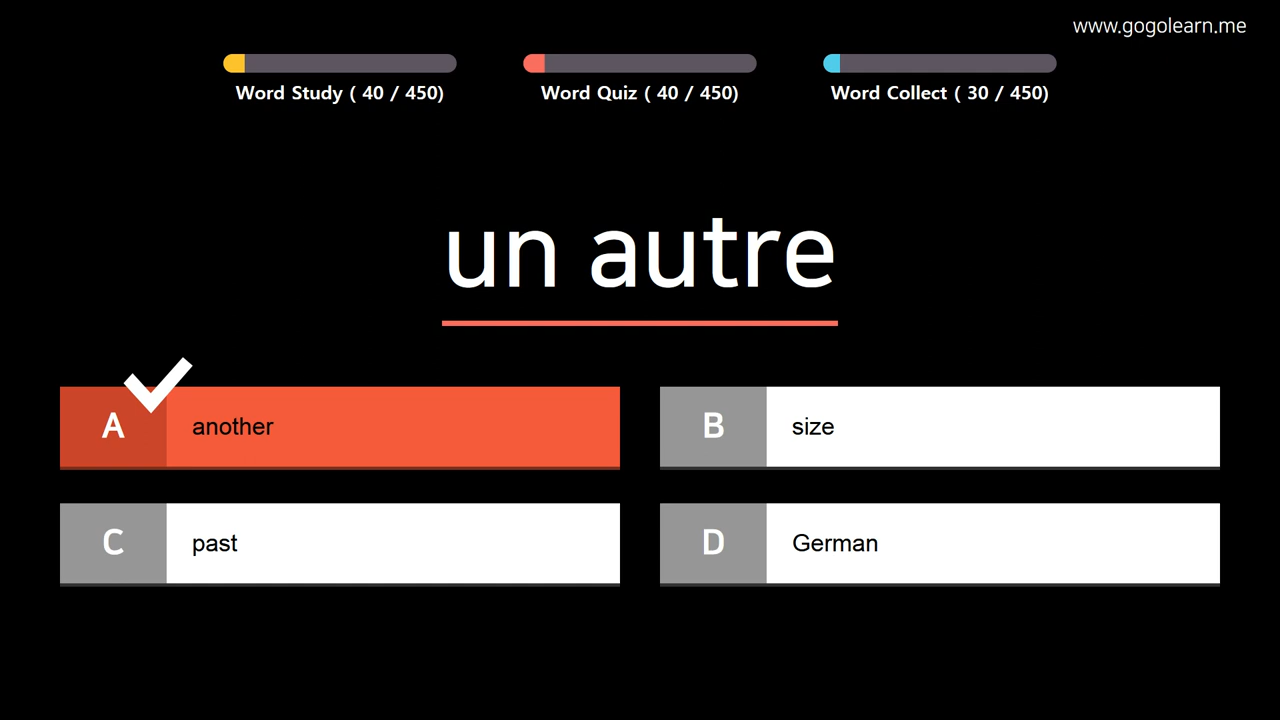 www.gogolearn.me
Word Study ( 40 / 450)
Word Quiz ( 40 / 450)
Word Collect ( 30 / 450)
un autre
A
another
B
size
C
past
D
German